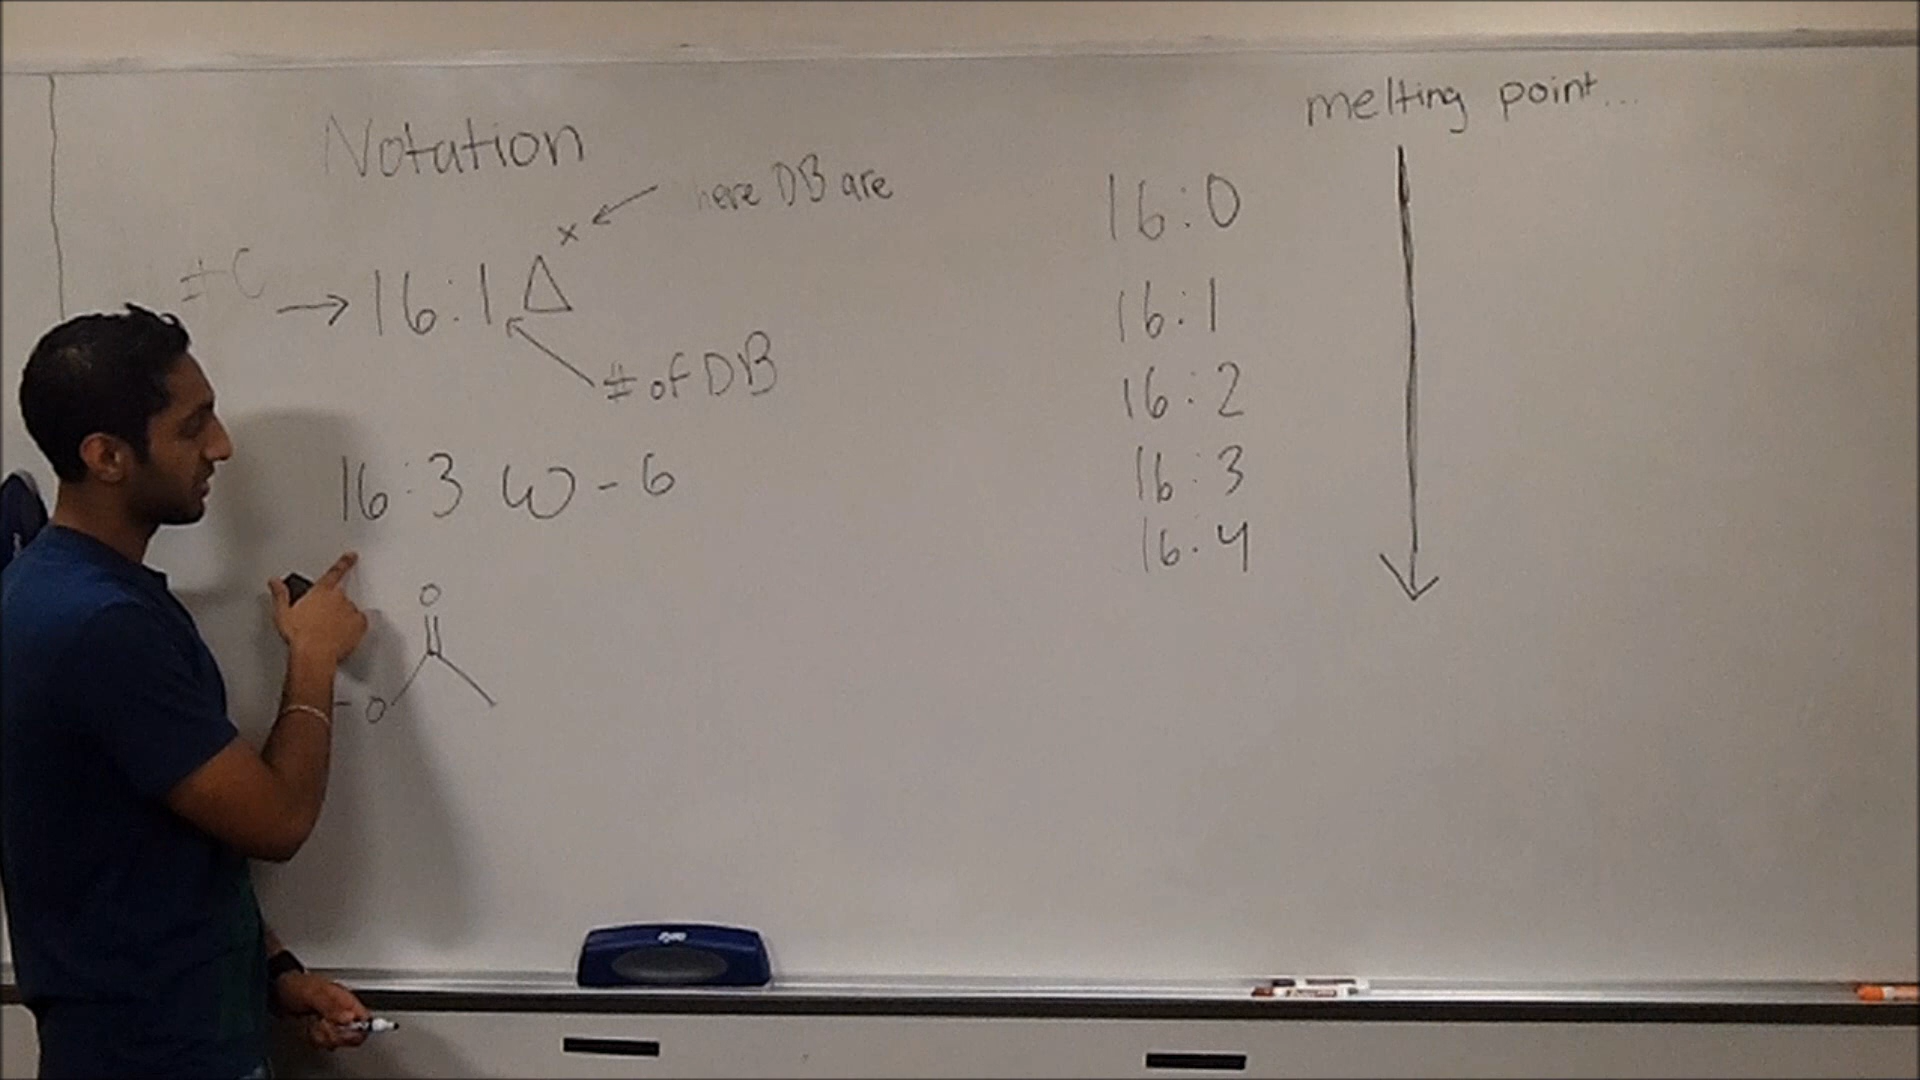 Notation
x ← here DB are
#C → 16:1 Δ
# of DB
16:3 ω-6
O
-O
melting point...
16:0
16:1
16:2
16:3
16:4